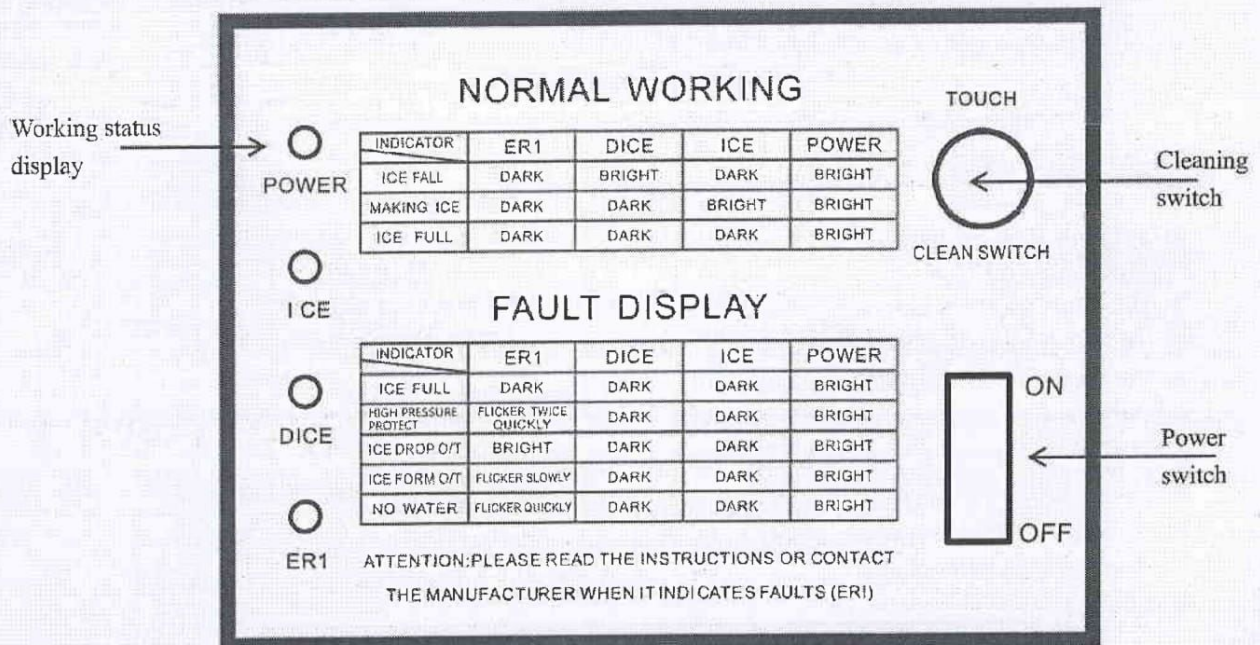 NORMAL WORKING
TOUCH
Working status
display
POWER
INDICATOR ER1 DICE ICE POWER
ICE FALL DARK BRIGHT DARK BRIGHT
MAKING ICE DARK DARK BRIGHT BRIGHT
ICE FULL DARK DARK DARK BRIGHT
Cleaning
switch
CLEAN SWITCH
ICE
FAULT DISPLAY
INDICATOR ER1 DICE ICE POWER
ICE FULL DARK DARK DARK BRIGHT
HIGH PRESSURE
PROTECT
FLICKER TWICE
QUICKLY
DARK DARK BRIGHT
ICE DROP O/T BRIGHT DARK DARK BRIGHT
ICE FORM O/T FLICKER SLOWLY DARK DARK BRIGHT
NO WATER FLICKER QUICKLY DARK DARK BRIGHT
DICE
ER1
ON
Power
switch
OFF
ATTENTION:PLEASE READ THE INSTRUCTIONS OR CONTACT
THE MANUFACTURER WHEN IT INDICATES FAULTS (ERI)